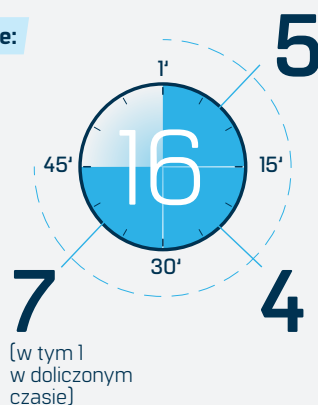 e:
5
1'
16
45'
15'
30'
7
4
(w tym 1
w doliczonym
czasie)